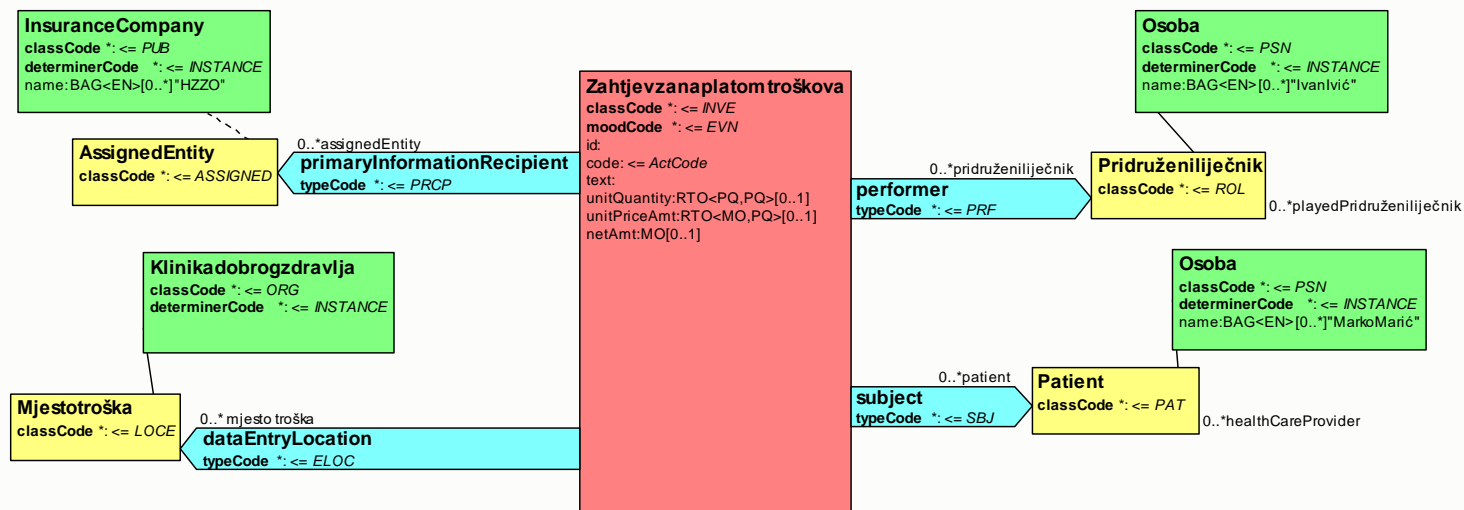 InsuranceCompany
classCode *: <= PUB
determinerCode *: <= INSTANCE
name:BAG<EN>[0..*]"HZZO"
AssignedEntity
classCode *: <= ASSIGNED
0..*assignedEntity
primaryInformationRecipient
typeCode *: <= PRCP
Klinikadobrogzdravlja
classCode *: <= ORG
determinerCode *: <= INSTANCE
Mjestotroška
classCode *: <= LOCE
0..* mjesto troška
dataEntryLocation
typeCode *: <= ELOC
Zahtjevzanaplatomtroškova
classCode *: <= INVE
moodCode *: <= EVN
id:
code: <= ActCode
text:
unitQuantity:RTO<PQ,PQ>[0..1]
unitPriceAmt:RTO<MO,PQ>[0..1]
netAmt:MO[0..1]
Osoba
classCode *: <= PSN
determinerCode *: <= INSTANCE
name:BAG<EN>[0..*]"IvanIvić"
0..*pridruženiliječnik
performer
typeCode *: <= PRF
Pridruženiliječnik
classCode *: <= ROL
0..*playedPridruženiliječnik
Osoba
classCode *: <= PSN
determinerCode *: <= INSTANCE
name:BAG<EN>[0..*]"MarkoMarić"
0..*patient
subject
typeCode *: <= SBJ
Patient
classCode *: <= PAT
0..*healthCareProvider